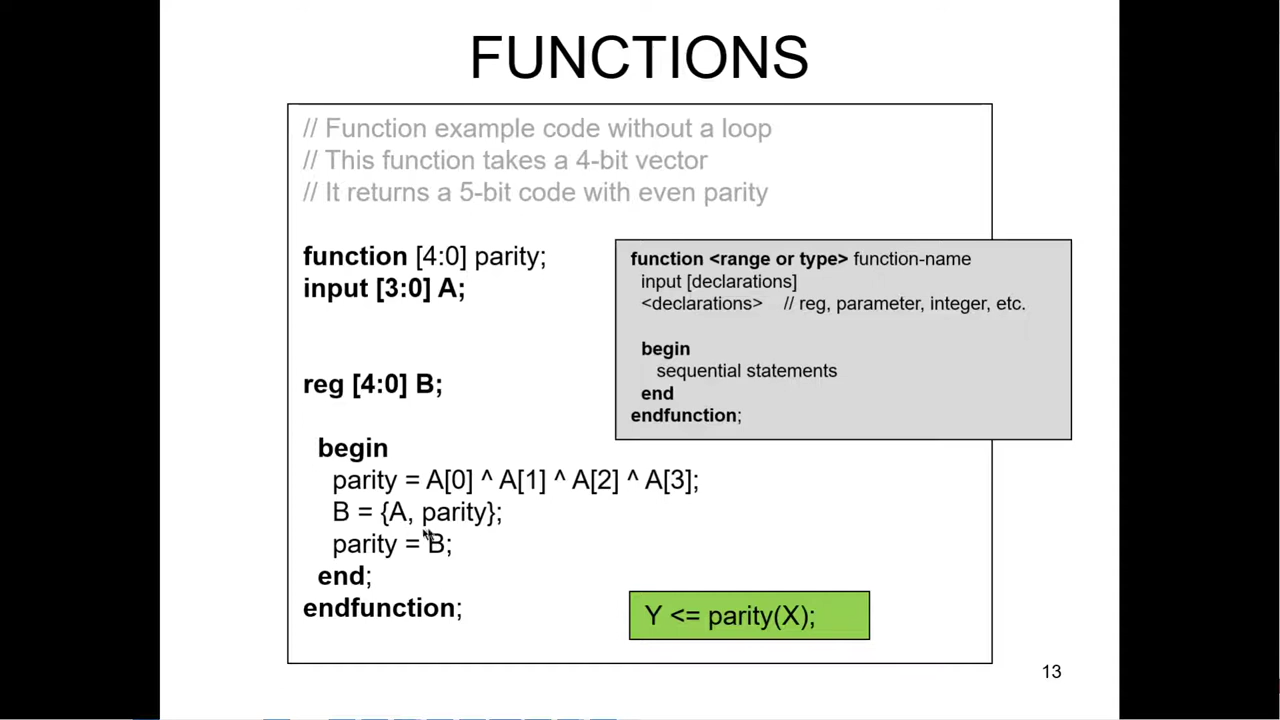 FUNCTIONS
// Function example code without a loop
// This function takes a 4-bit vector
// It returns a 5-bit code with even parity
function [4:0] parity;
input [3:0] A;
reg [4:0] B;
begin
parity = A[0] ^ A[1] ^ A[2] ^ A[3];
B = {A, parity};
parity = B;
end;
endfunction;
function <range or type> function-name
input [declarations]
<declarations> // reg, parameter, integer, etc.
begin
sequential statements
end
endfunction;
Y <= parity(X);
13